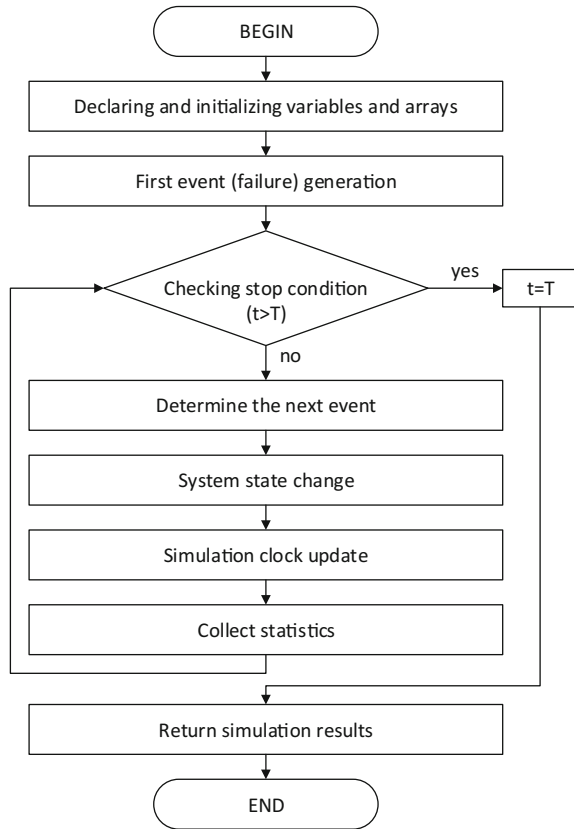 BEGIN
Declaring and initializing variables and arrays
First event (failure) generation
Checking stop condition
(t>T)
yes
t=T
no
Determine the next event
System state change
Simulation clock update
Collect statistics
Return simulation results
END